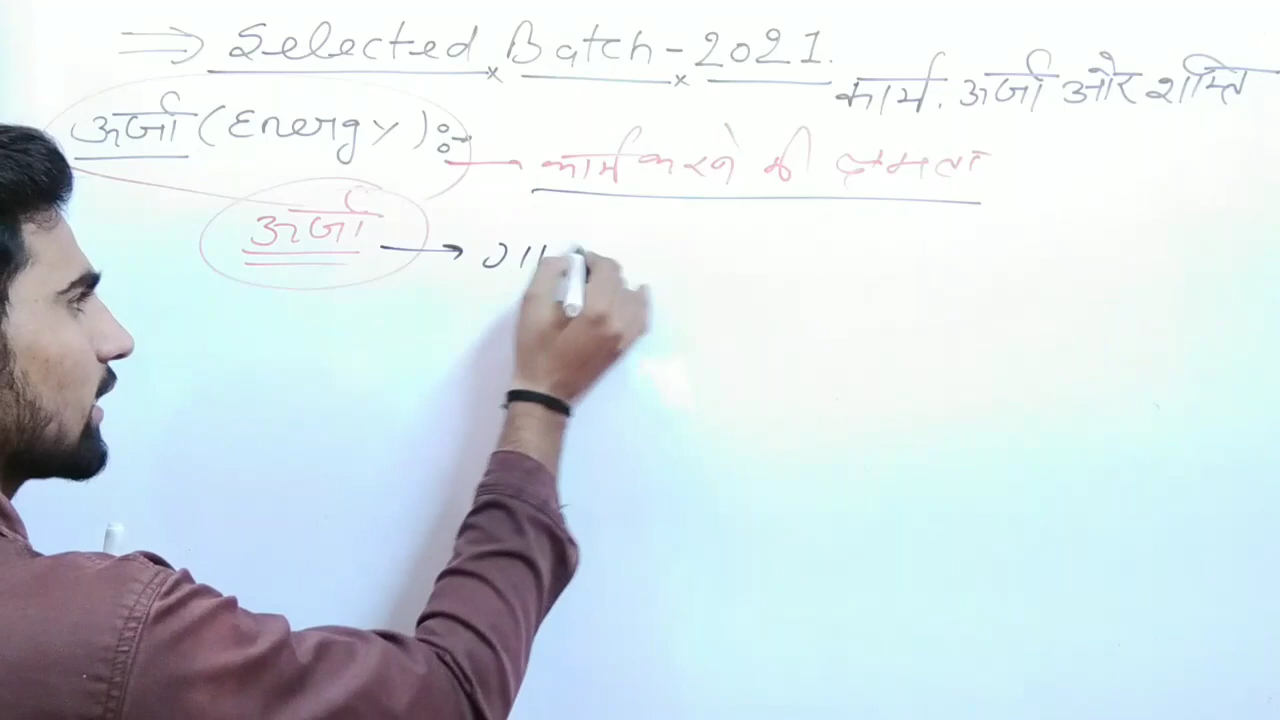 ⇒ Selected Batch - 2021.
कार्य, ऊर्जा और शक्ति
ऊर्जा (Energy) :- कार्य करने की क्षमता
ऊर्जा →